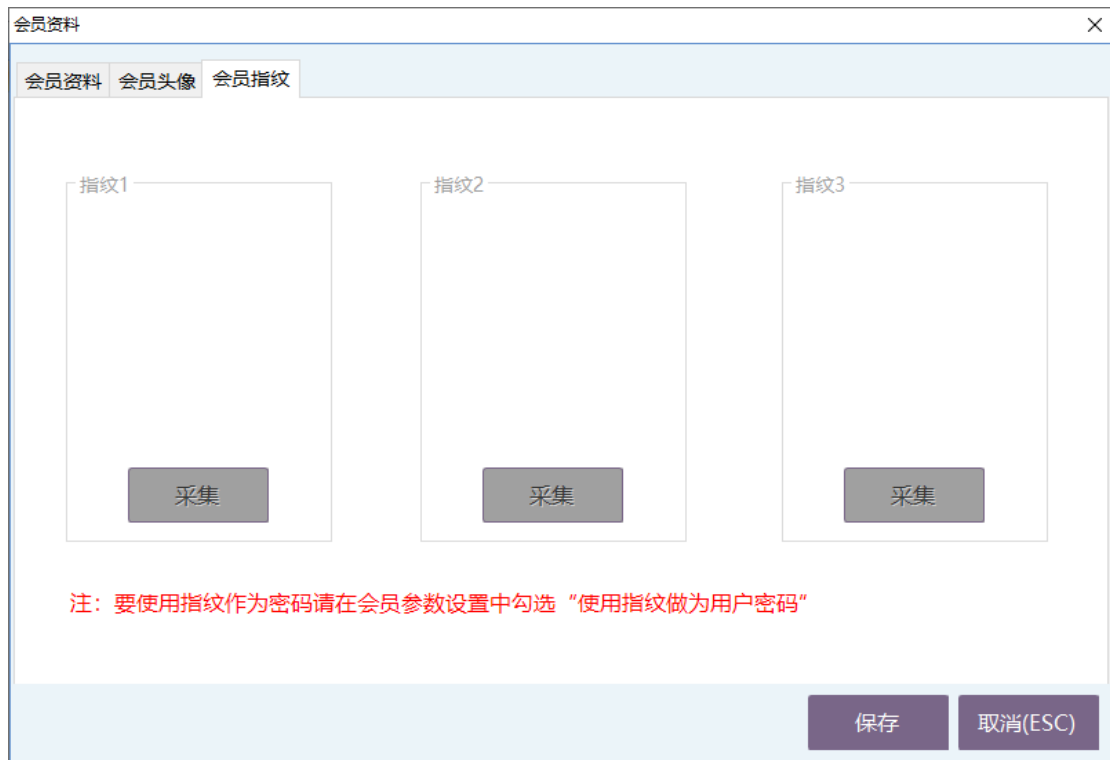 会员资料
会员资料 会员头像 会员指纹
指纹1 指纹2 指纹3
采集 采集 采集
注：要使用指纹作为密码请在会员参数设置中勾选“使用指纹做为用户密码“
保存 取消(ESC)